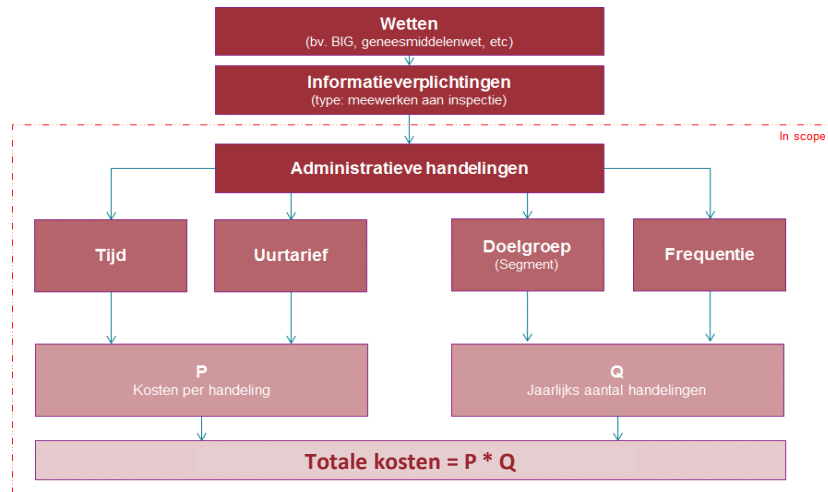 Wetten
(bv. BIG, geneesmiddelenwet, etc)
Informatieverplichtingen
(type: meewerken aan inspectie)
In scope
Administratieve handelingen
Tijd
Uurtarief
Doelgroep
(Segment)
Frequentie
P
Kosten per handeling
Q
Jaarlijks aantal handelingen
Totale kosten = P * Q